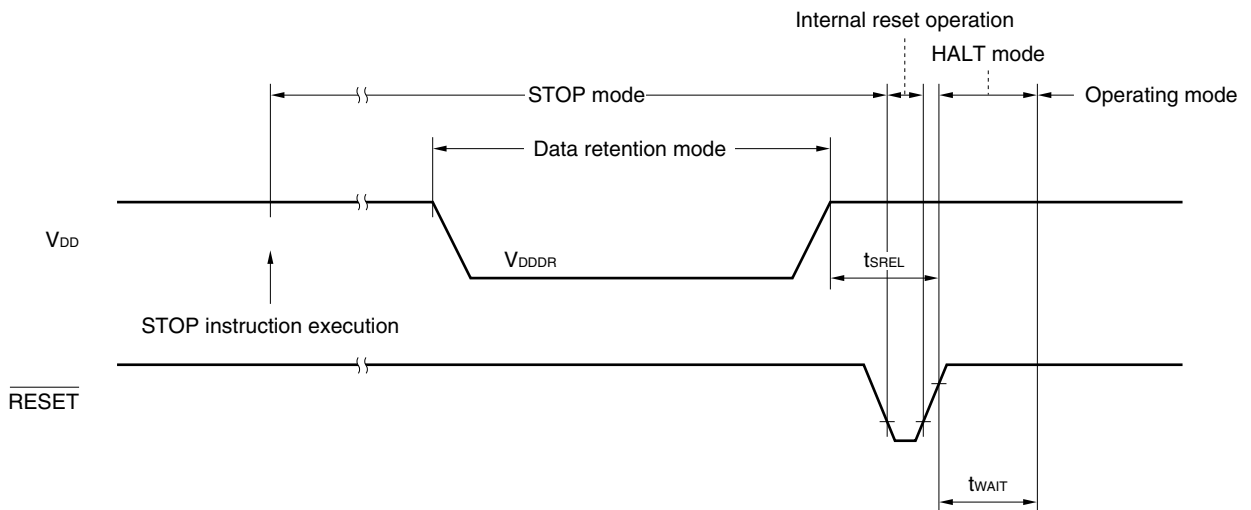 Internal reset operation
HALT mode
STOP mode
Operating mode
Data retention mode
VDD
VDDDR
tSREL
STOP instruction execution
RESET
tWAIT